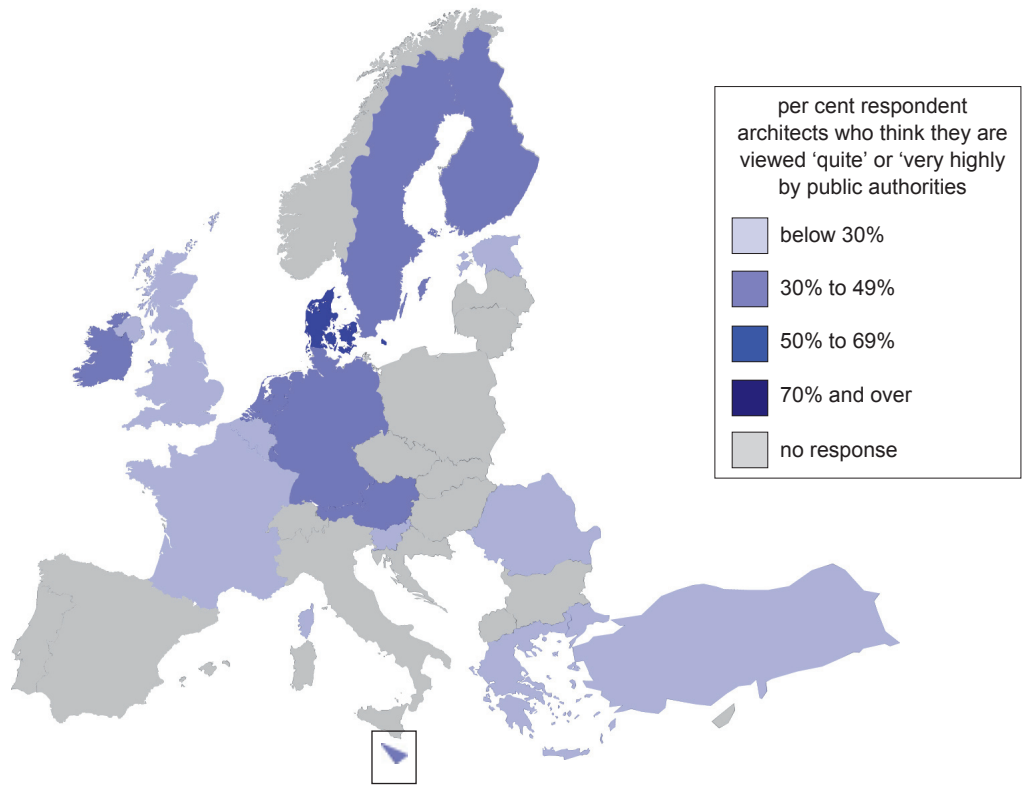 per cent respondent
architects who think they are
viewed ‘quite’ or ‘very highly
by public authorities
below 30%
30% to 49%
50% to 69%
70% and over
no response